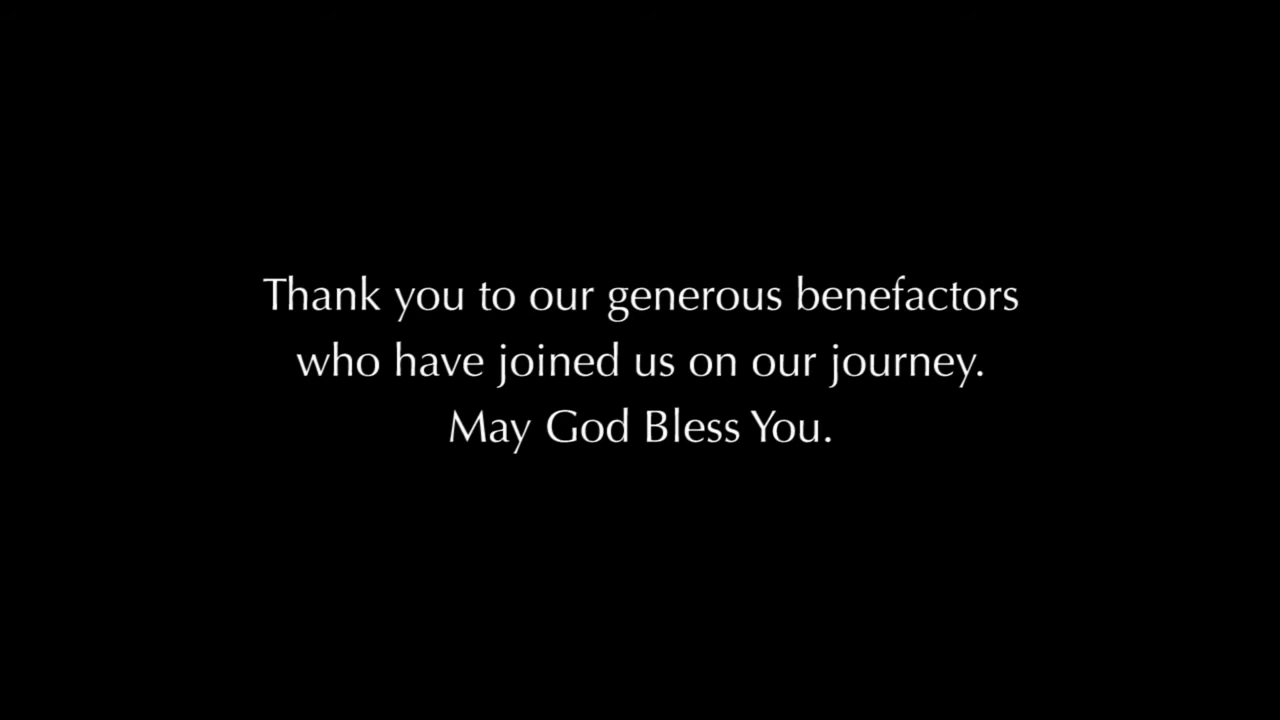 Thank you to our generous benefactors
who have joined us on our journey.
May God Bless You.